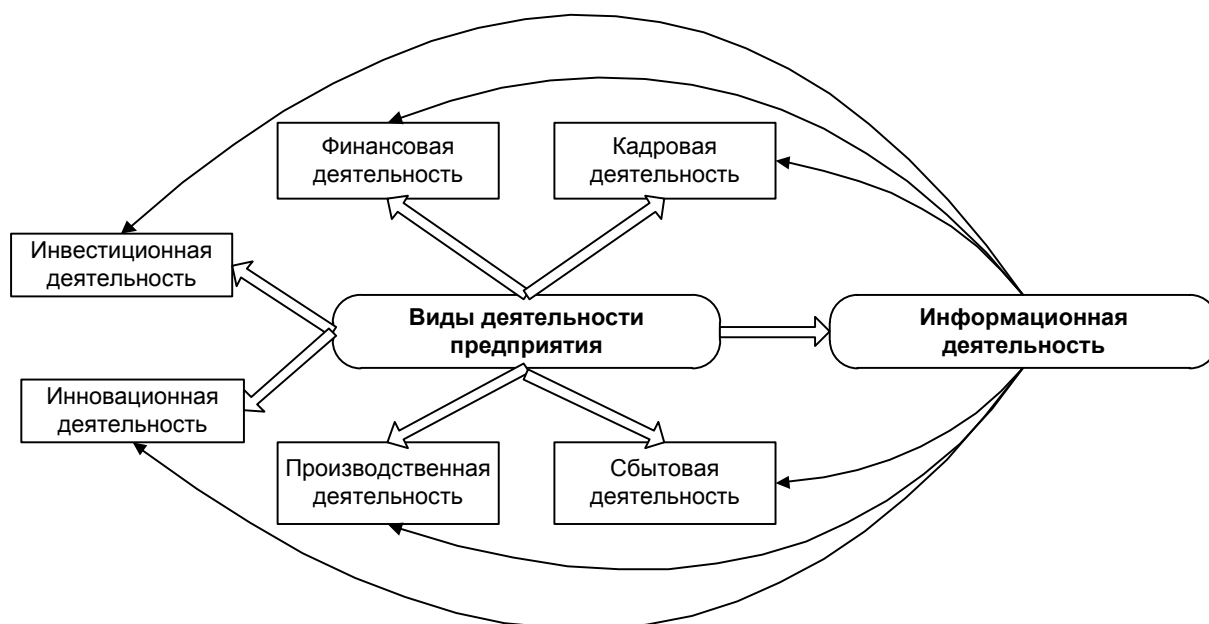 Финансовая
деятельность
Кадровая
деятельность
Инвестиционная
деятельность
Виды деятельности
предприятия
Информационная
деятельность
Инновационная
деятельность
Производственная
деятельность
Сбытовая
деятельность